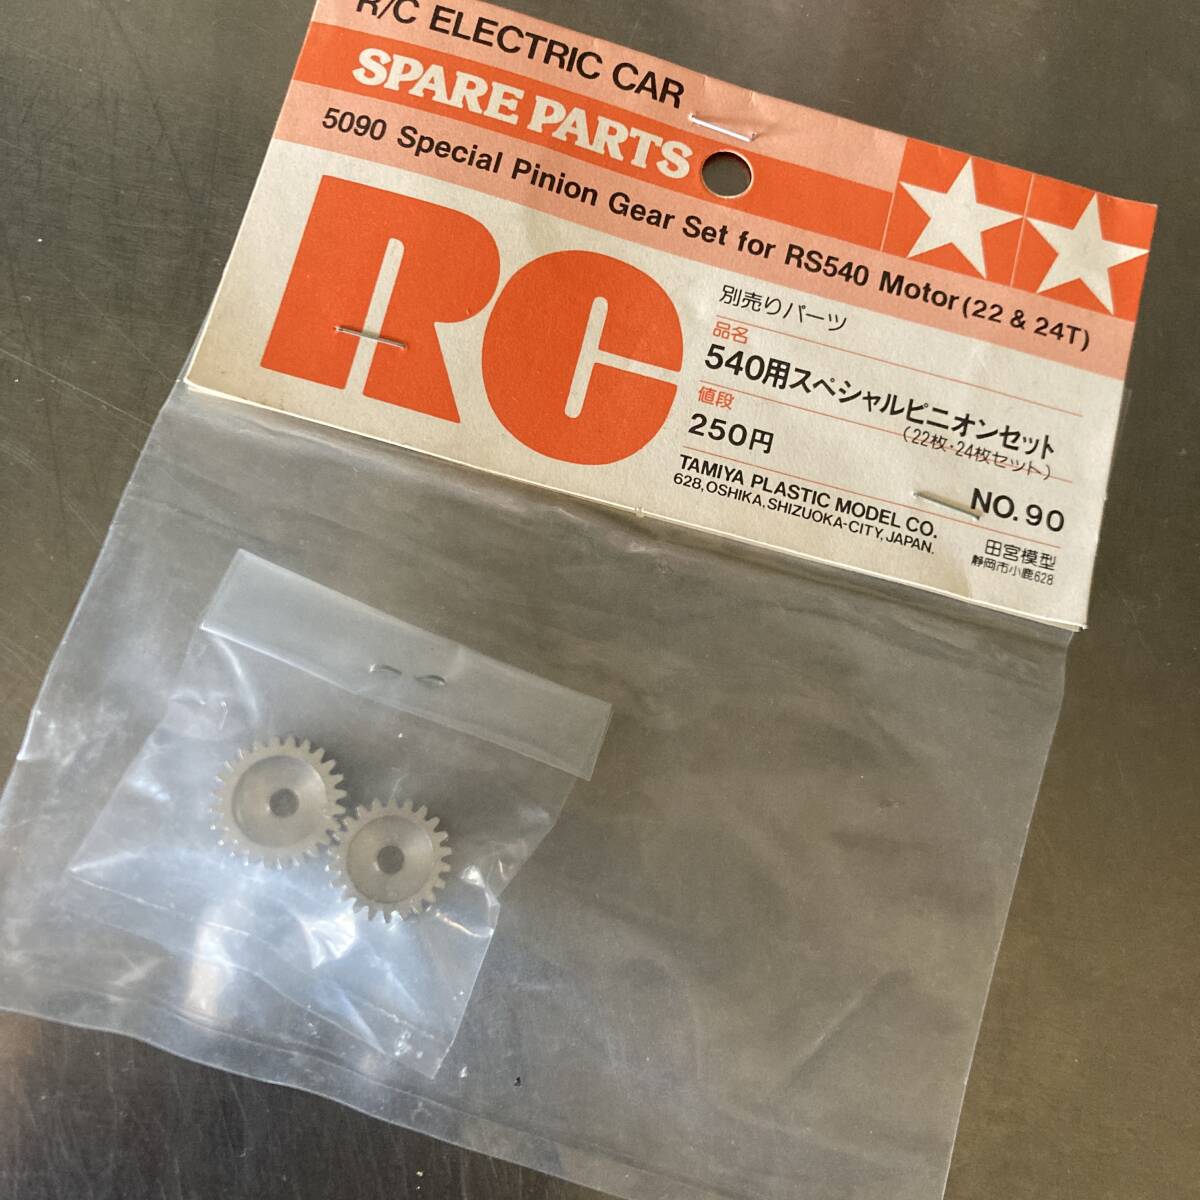 R/C ELECTRIC CAR
SPARE PARTS
5090 Special Pinion Gear Set for RS540 Motor (22 & 24T)
RC
別売りパーツ
品名
540用スペシャルピニオンセット
(22枚・24枚セット)
値段
250円
NO.90
TAMIYA PLASTIC MODEL CO.
628, OSHIKA, SHIZUOKA-CITY, JAPAN.
田宮模型
静岡市小鹿628